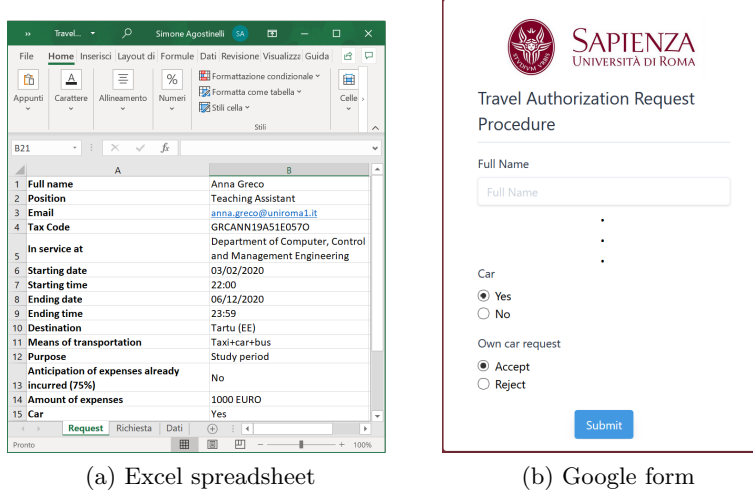 Travel... Simone Agostinelli SA
File Home Inserisci Layout di Formule Dati Revisione Visualizza Guida
Appunti Carattere Allineamento Numeri
%
Formattazione condizionale
Formatta come tabella
Stili cella
Celle
Stili
B21 fx
A B
1 Full name Anna Greco
2 Position Teaching Assistant
3 Email anna.greco@uniroma1.it
4 Tax Code GRCANN19A51E057O
5 In service at Department of Computer, Control
and Management Engineering
6 Starting date 03/02/2020
7 Starting time 22:00
8 Ending date 06/12/2020
9 Ending time 23:59
10 Destination Tartu (EE)
11 Means of transportation Taxi+car+bus
12 Purpose Study period
Anticipation of expenses already
13 incurred (75%) No
14 Amount of expenses 1000 EURO
15 Car Yes
Request Richiesta Dati
Pronto 100%
(a) Excel spreadsheet
SAPIENZA
UNIVERSITÀ DI ROMA
Travel Authorization Request
Procedure
Full Name
Full Name
Car
Yes
No
Own car request
Accept
Reject
Submit
(b) Google form